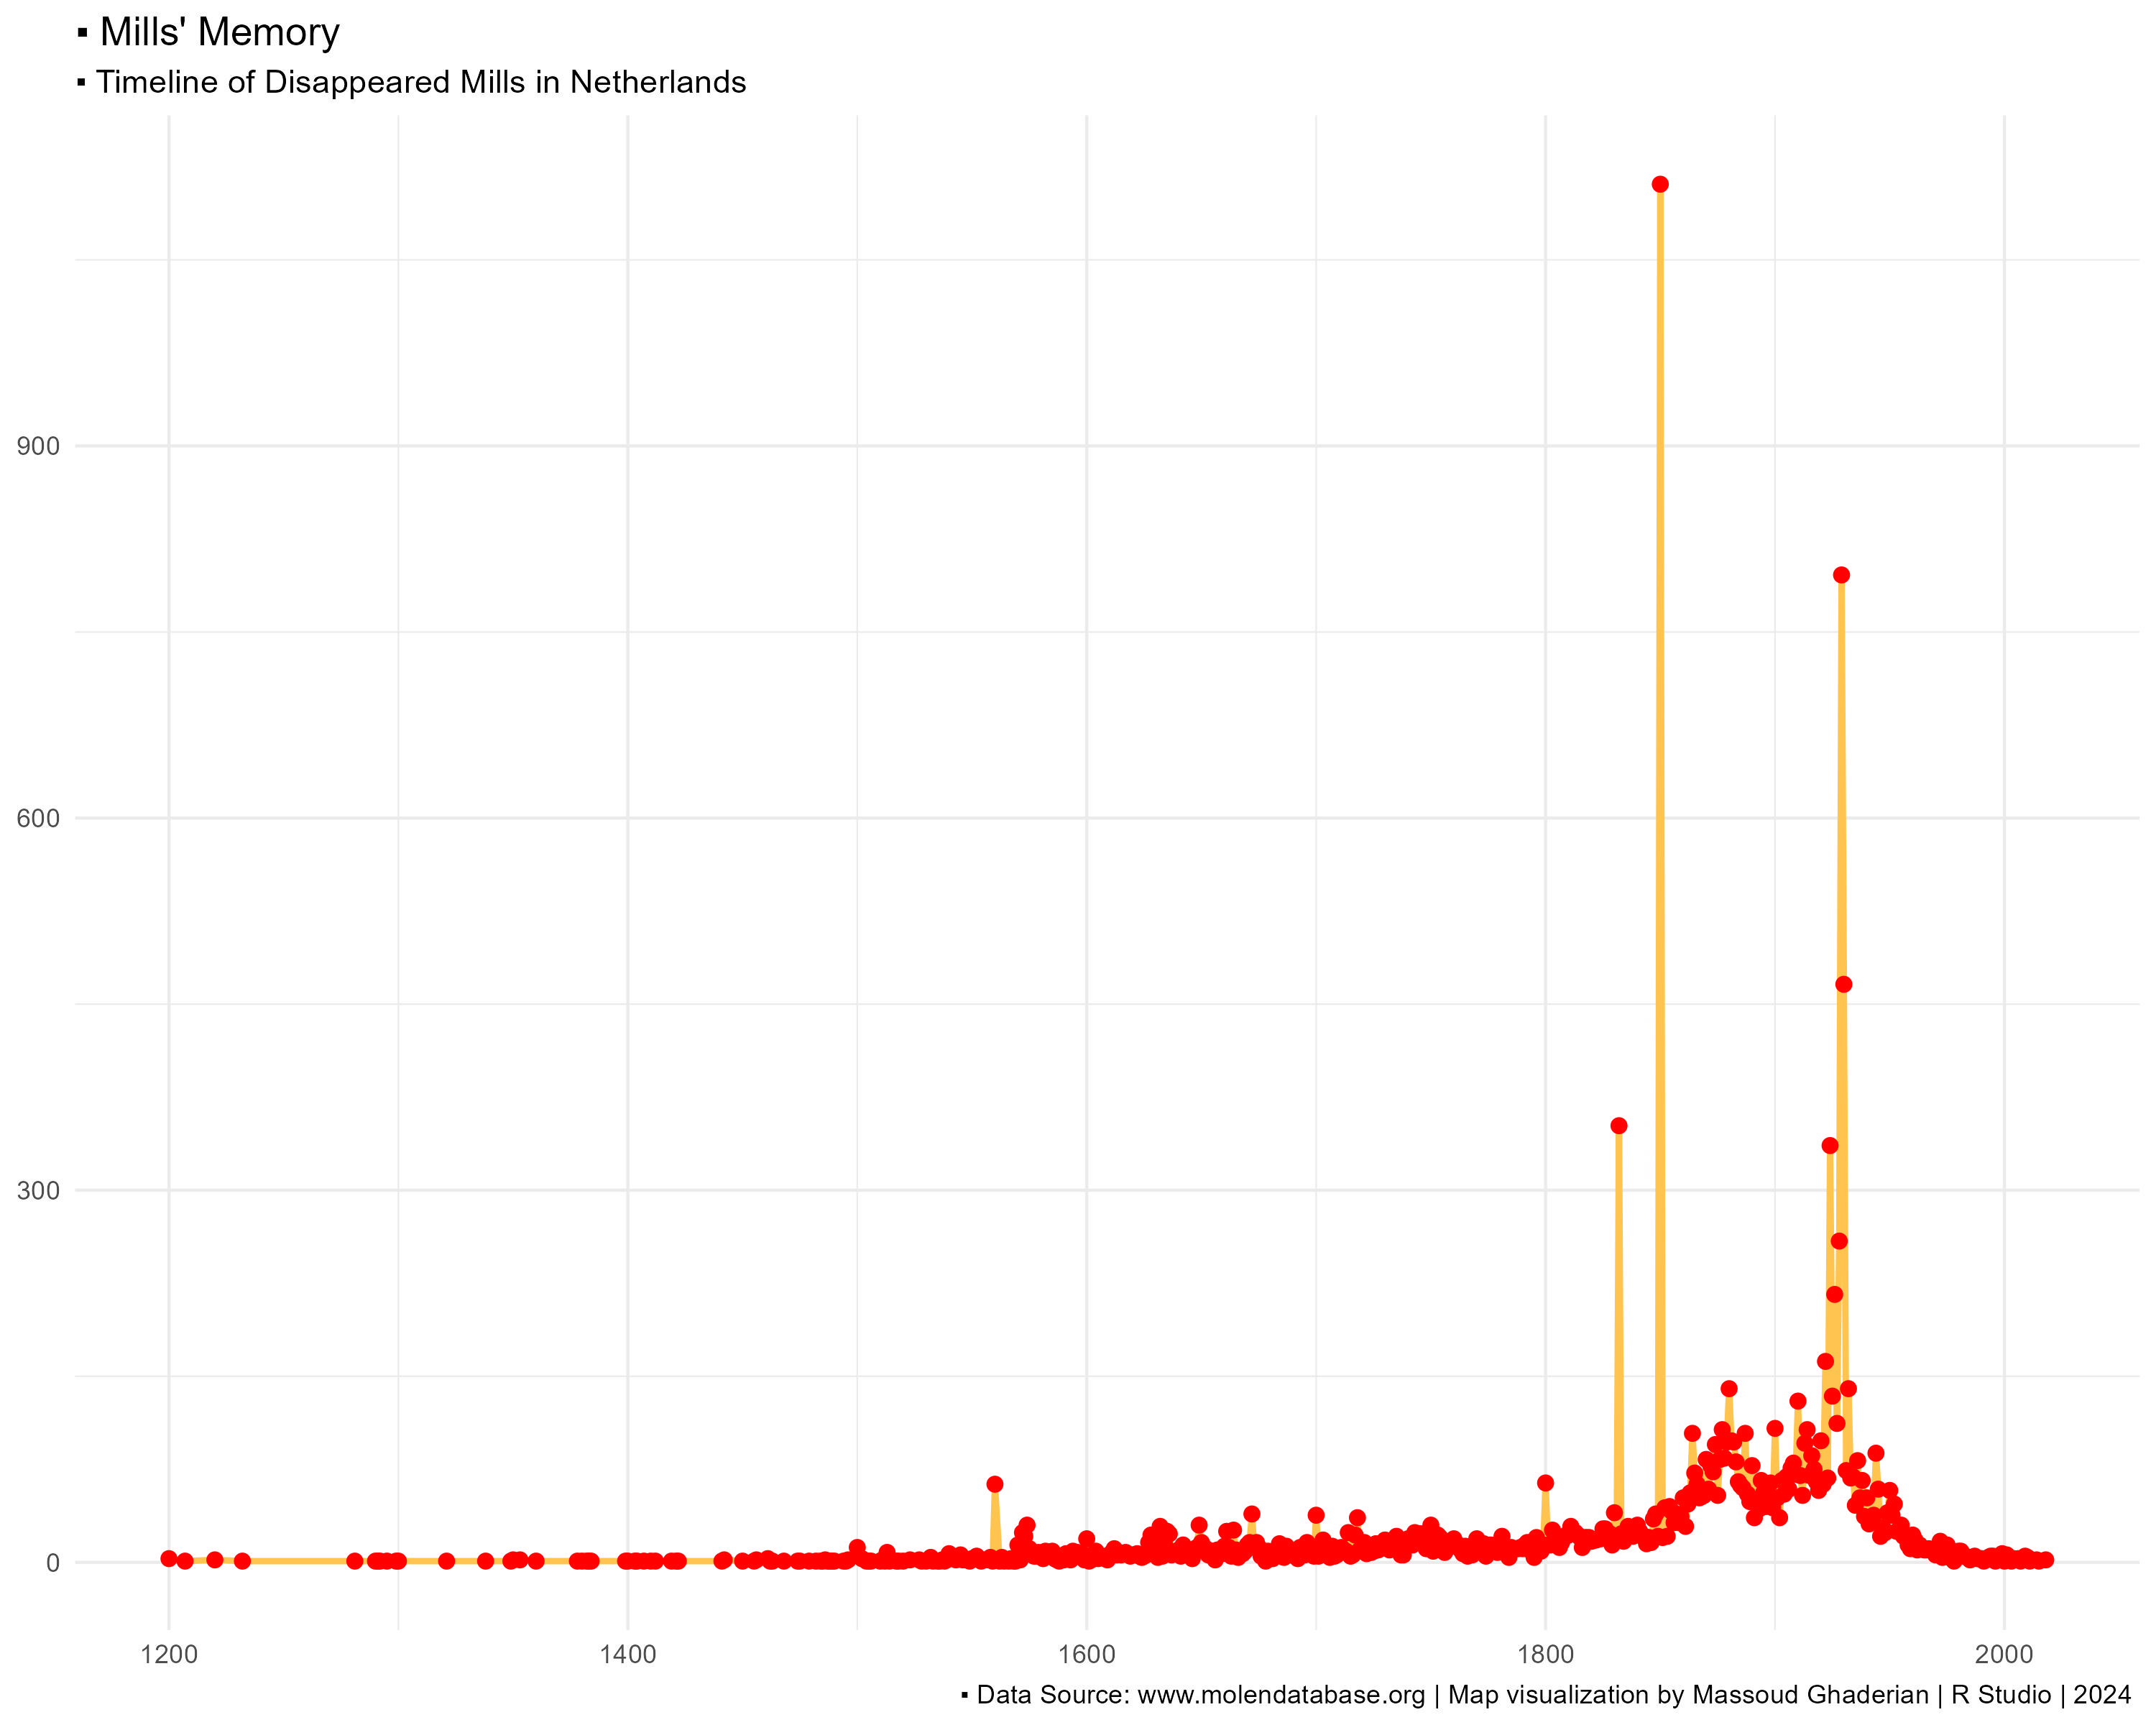 ▪ Mills' Memory
▪ Timeline of Disappeared Mills in Netherlands
900
600
300
0
1200 1400 1600 1800 2000
▪ Data Source: www.molendatabase.org | Map visualization by Massoud Ghaderian | R Studio | 2024